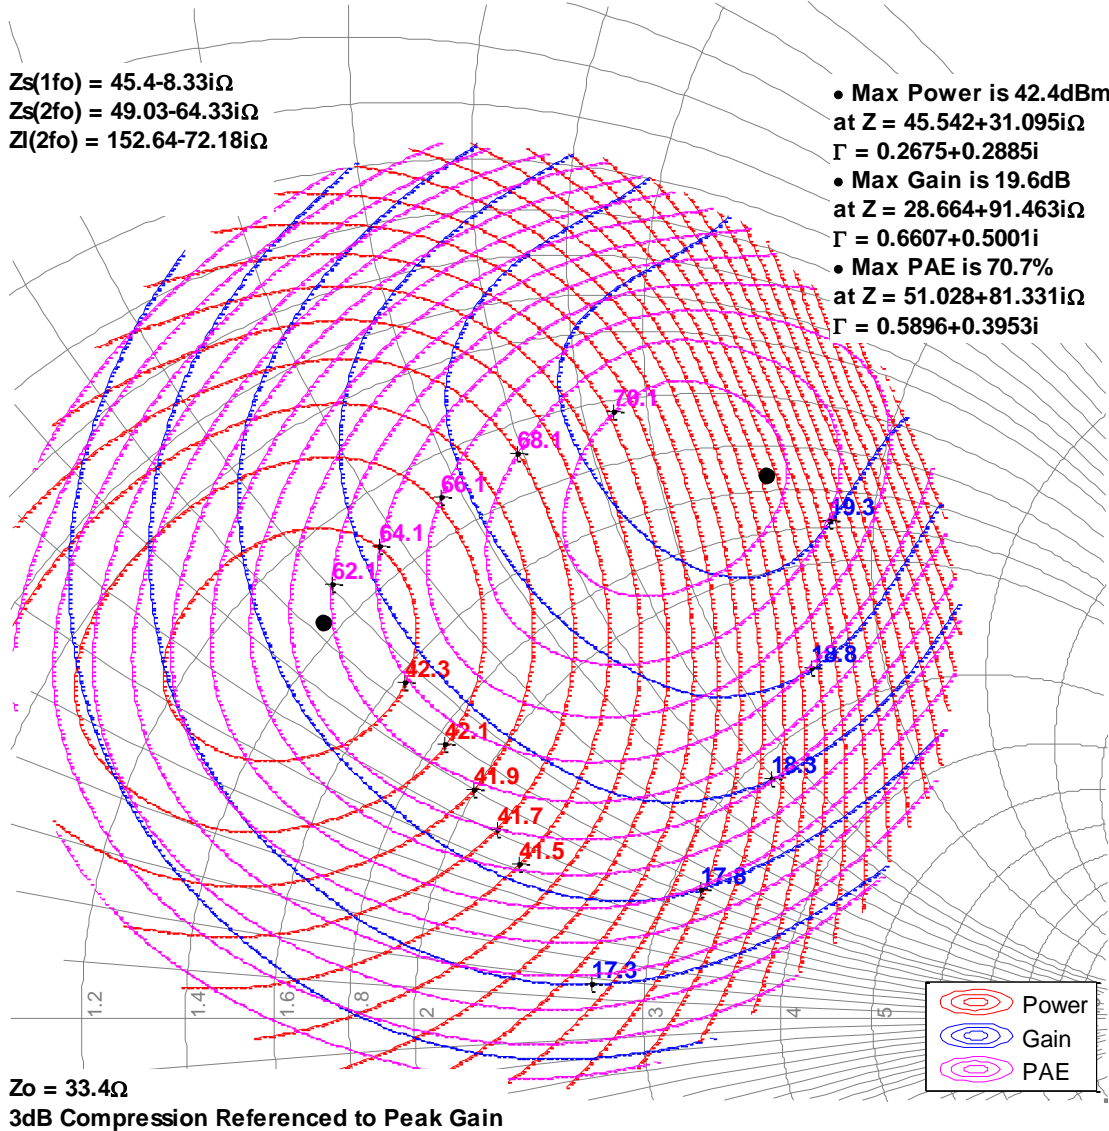 Zs(1fo) = 45.4-8.33iΩ
Zs(2fo) = 49.03-64.33iΩ
Zl(2fo) = 152.64-72.18iΩ
• Max Power is 42.4dBm
at Z = 45.542+31.095iΩ
Γ = 0.2675+0.2885i
• Max Gain is 19.6dB
at Z = 28.664+91.463iΩ
Γ = 0.6607+0.5001i
• Max PAE is 70.7%
at Z = 51.028+81.331iΩ
Γ = 0.5896+0.3953i
70.1
68.1
66.1
64.1
62.1
19.3
18.8
18.3
17.8
17.3
42.3
42.1
41.9
41.7
41.5
1.2
1.4
1.6
1.8
2
3
4
5
Power
Gain
PAE
Zo = 33.4Ω
3dB Compression Referenced to Peak Gain